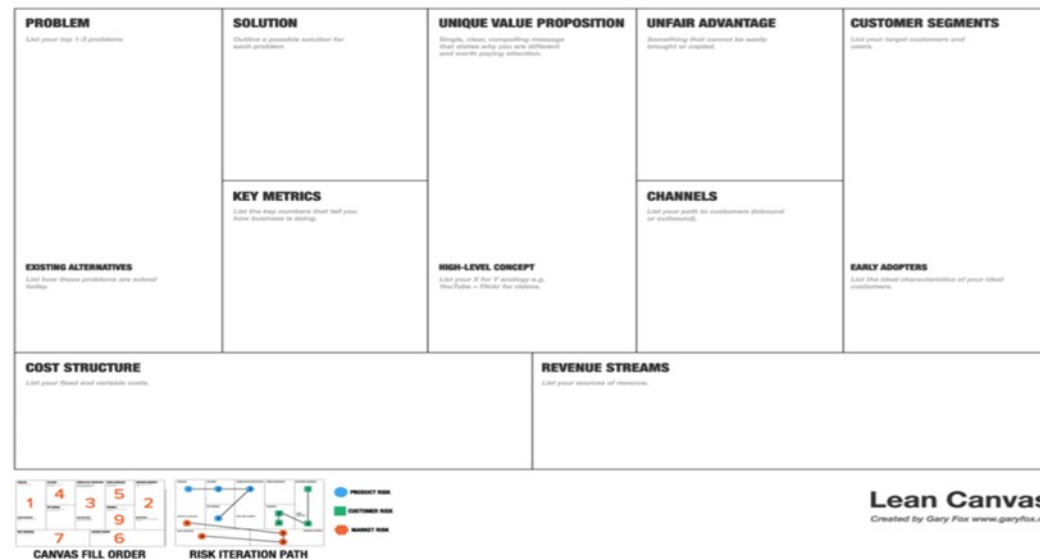 PROBLEM
List your top 1-3 problems
EXISTING ALTERNATIVES
List how these problems are solved
today.
SOLUTION
Outline a possible solution for
each problem
KEY METRICS
List the key numbers that tell you
how business is doing.
UNIQUE VALUE PROPOSITION
Single, clear, compelling message
that states why you are different
and worth paying attention.
HIGH-LEVEL CONCEPT
List your X for Y analogy e.g.
YouTube = Flickr for videos.
UNFAIR ADVANTAGE
Something that cannot be easily
brought or copied.
CHANNELS
List your path to customers (inbound
or outbound).
CUSTOMER SEGMENTS
List your target customers and
users.
EARLY ADOPTERS
List the ideal characteristics of your ideal
customers.
COST STRUCTURE
List your fixed and variable costs.
REVENUE STREAMS
List your sources of revenue.
1
4
3
5
2
9
7
6
CANVAS FILL ORDER
RISK ITERATION PATH
PRODUCT RISK
CUSTOMER RISK
MARKET RISK
Lean Canvas
Created by Gary Fox www.garyfox.c